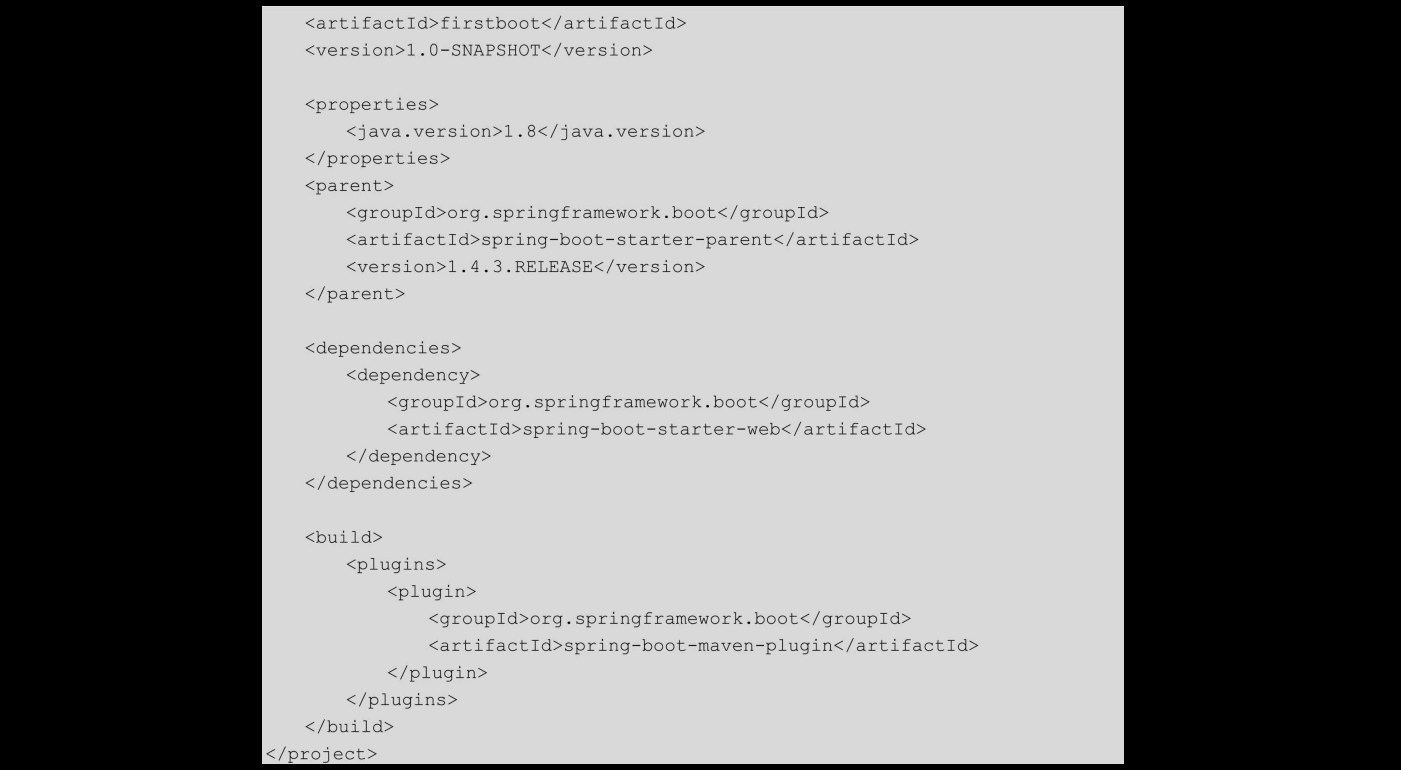 <artifactId>firstboot</artifactId>
<version>1.0-SNAPSHOT</version>
<properties>
<java.version>1.8</java.version>
</properties>
<parent>
<groupId>org.springframework.boot</groupId>
<artifactId>spring-boot-starter-parent</artifactId>
<version>1.4.3.RELEASE</version>
</parent>
<dependencies>
<dependency>
<groupId>org.springframework.boot</groupId>
<artifactId>spring-boot-starter-web</artifactId>
</dependency>
</dependencies>
<build>
<plugins>
<plugin>
<groupId>org.springframework.boot</groupId>
<artifactId>spring-boot-maven-plugin</artifactId>
</plugin>
</plugins>
</build>
</project>